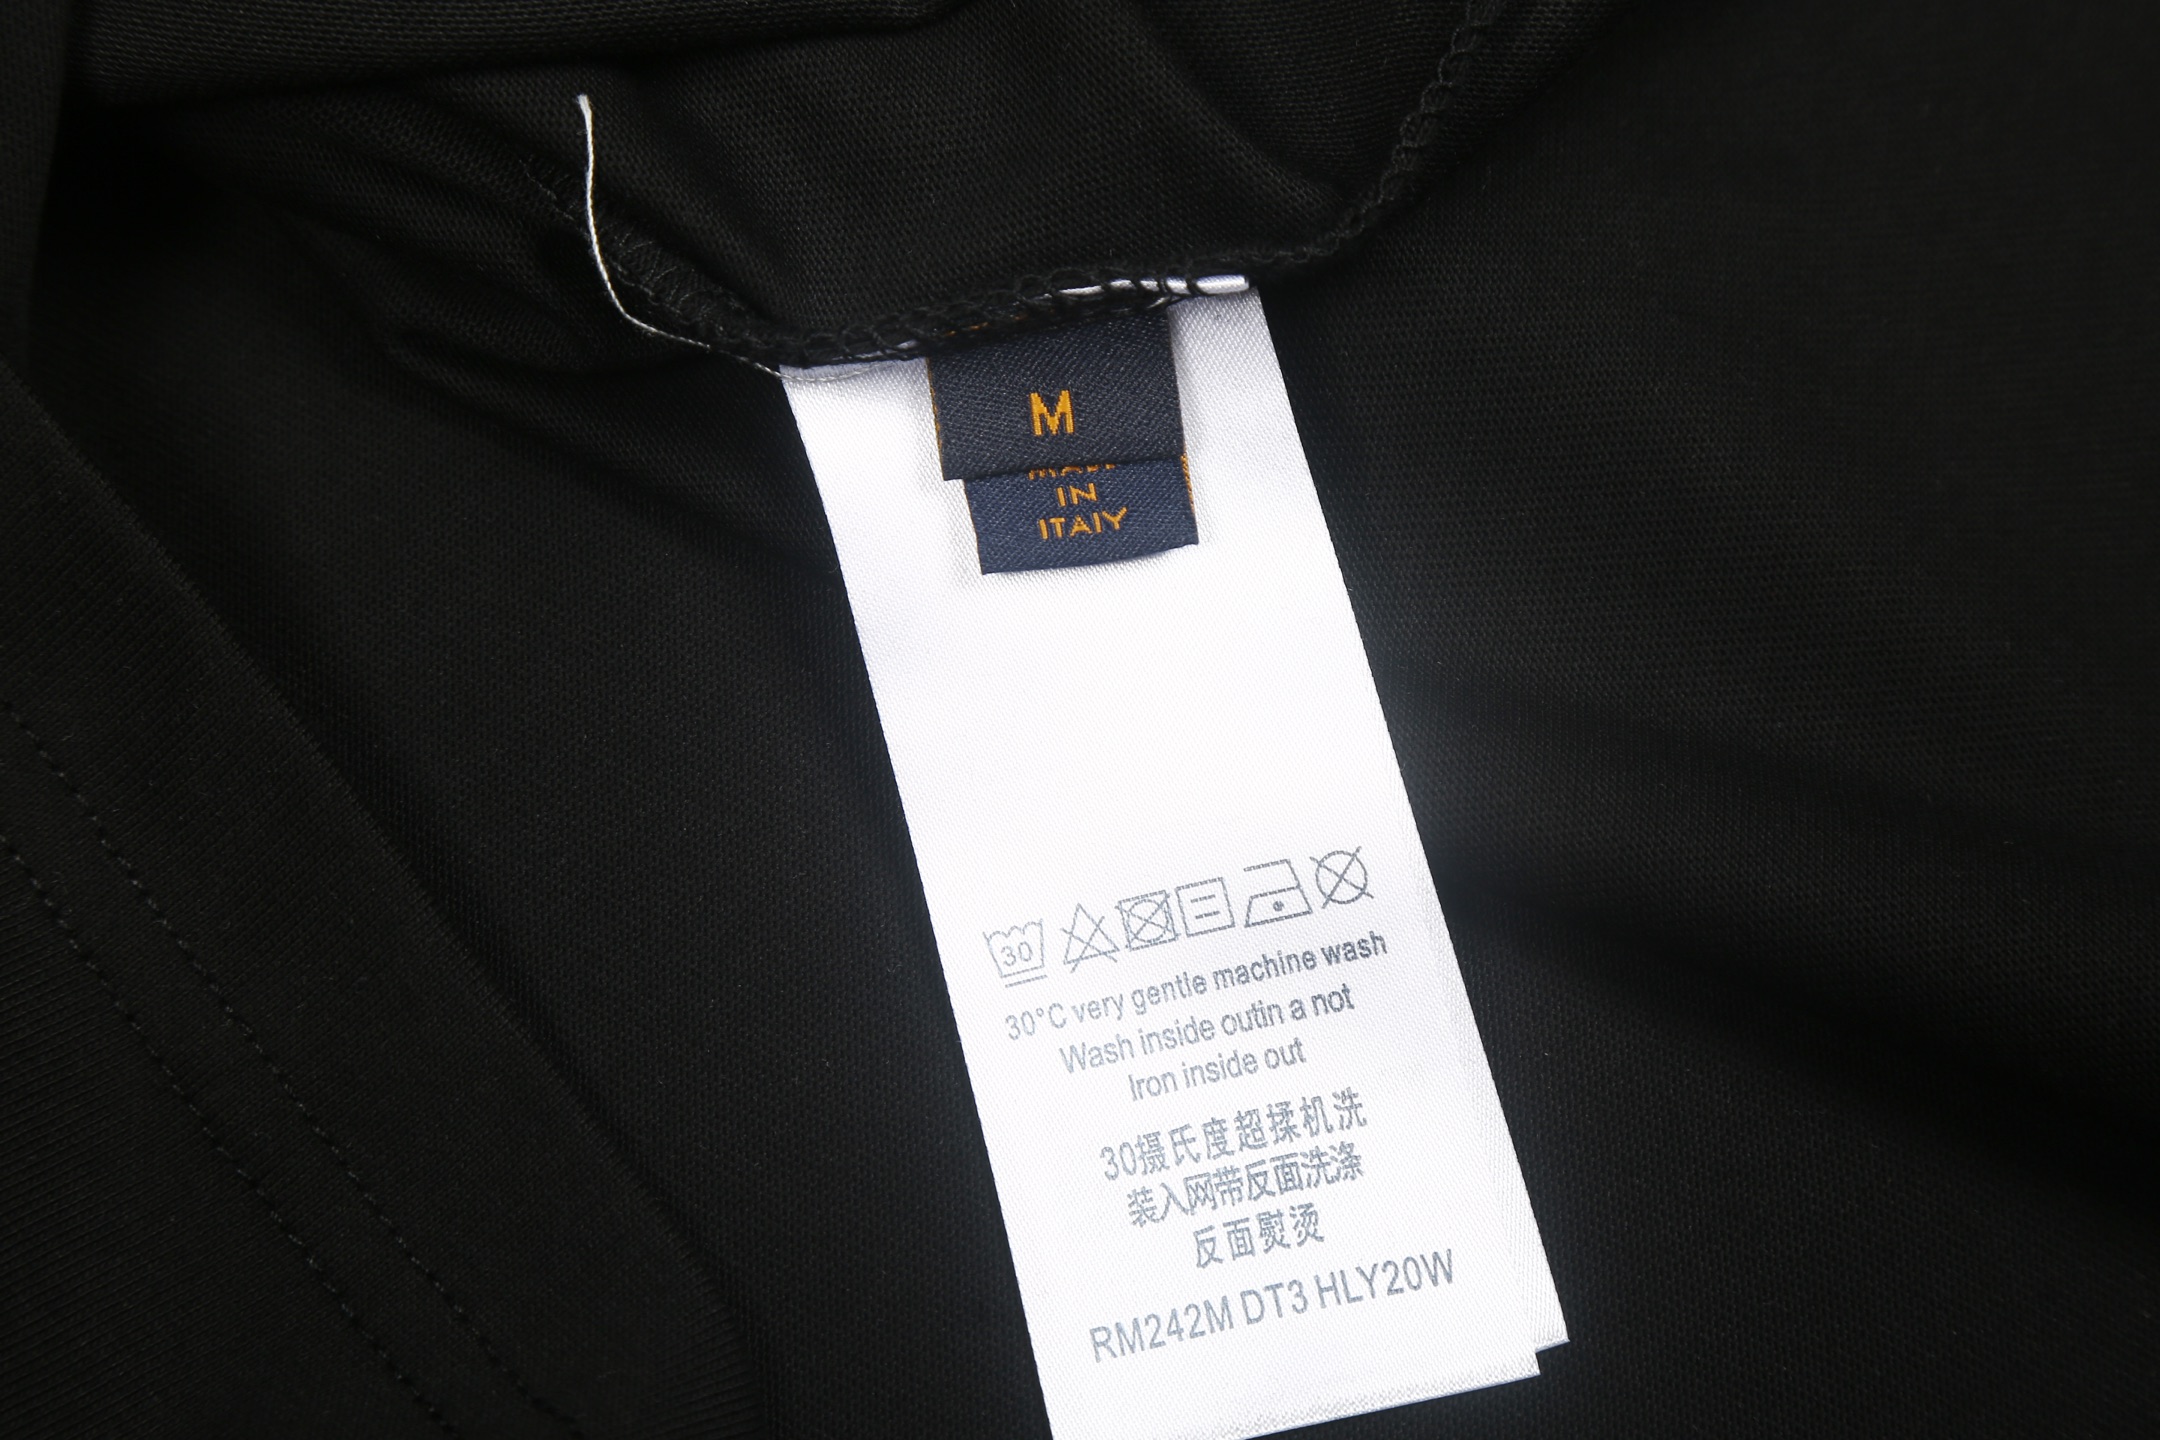 M
MADE
IN
ITALY
30
30°C very gentle machine wash
Wash inside outin a not
Iron inside out
30摄氏度超揉机洗
装入网带反面洗涤
反面熨烫
RM242M DT3 HLY20W